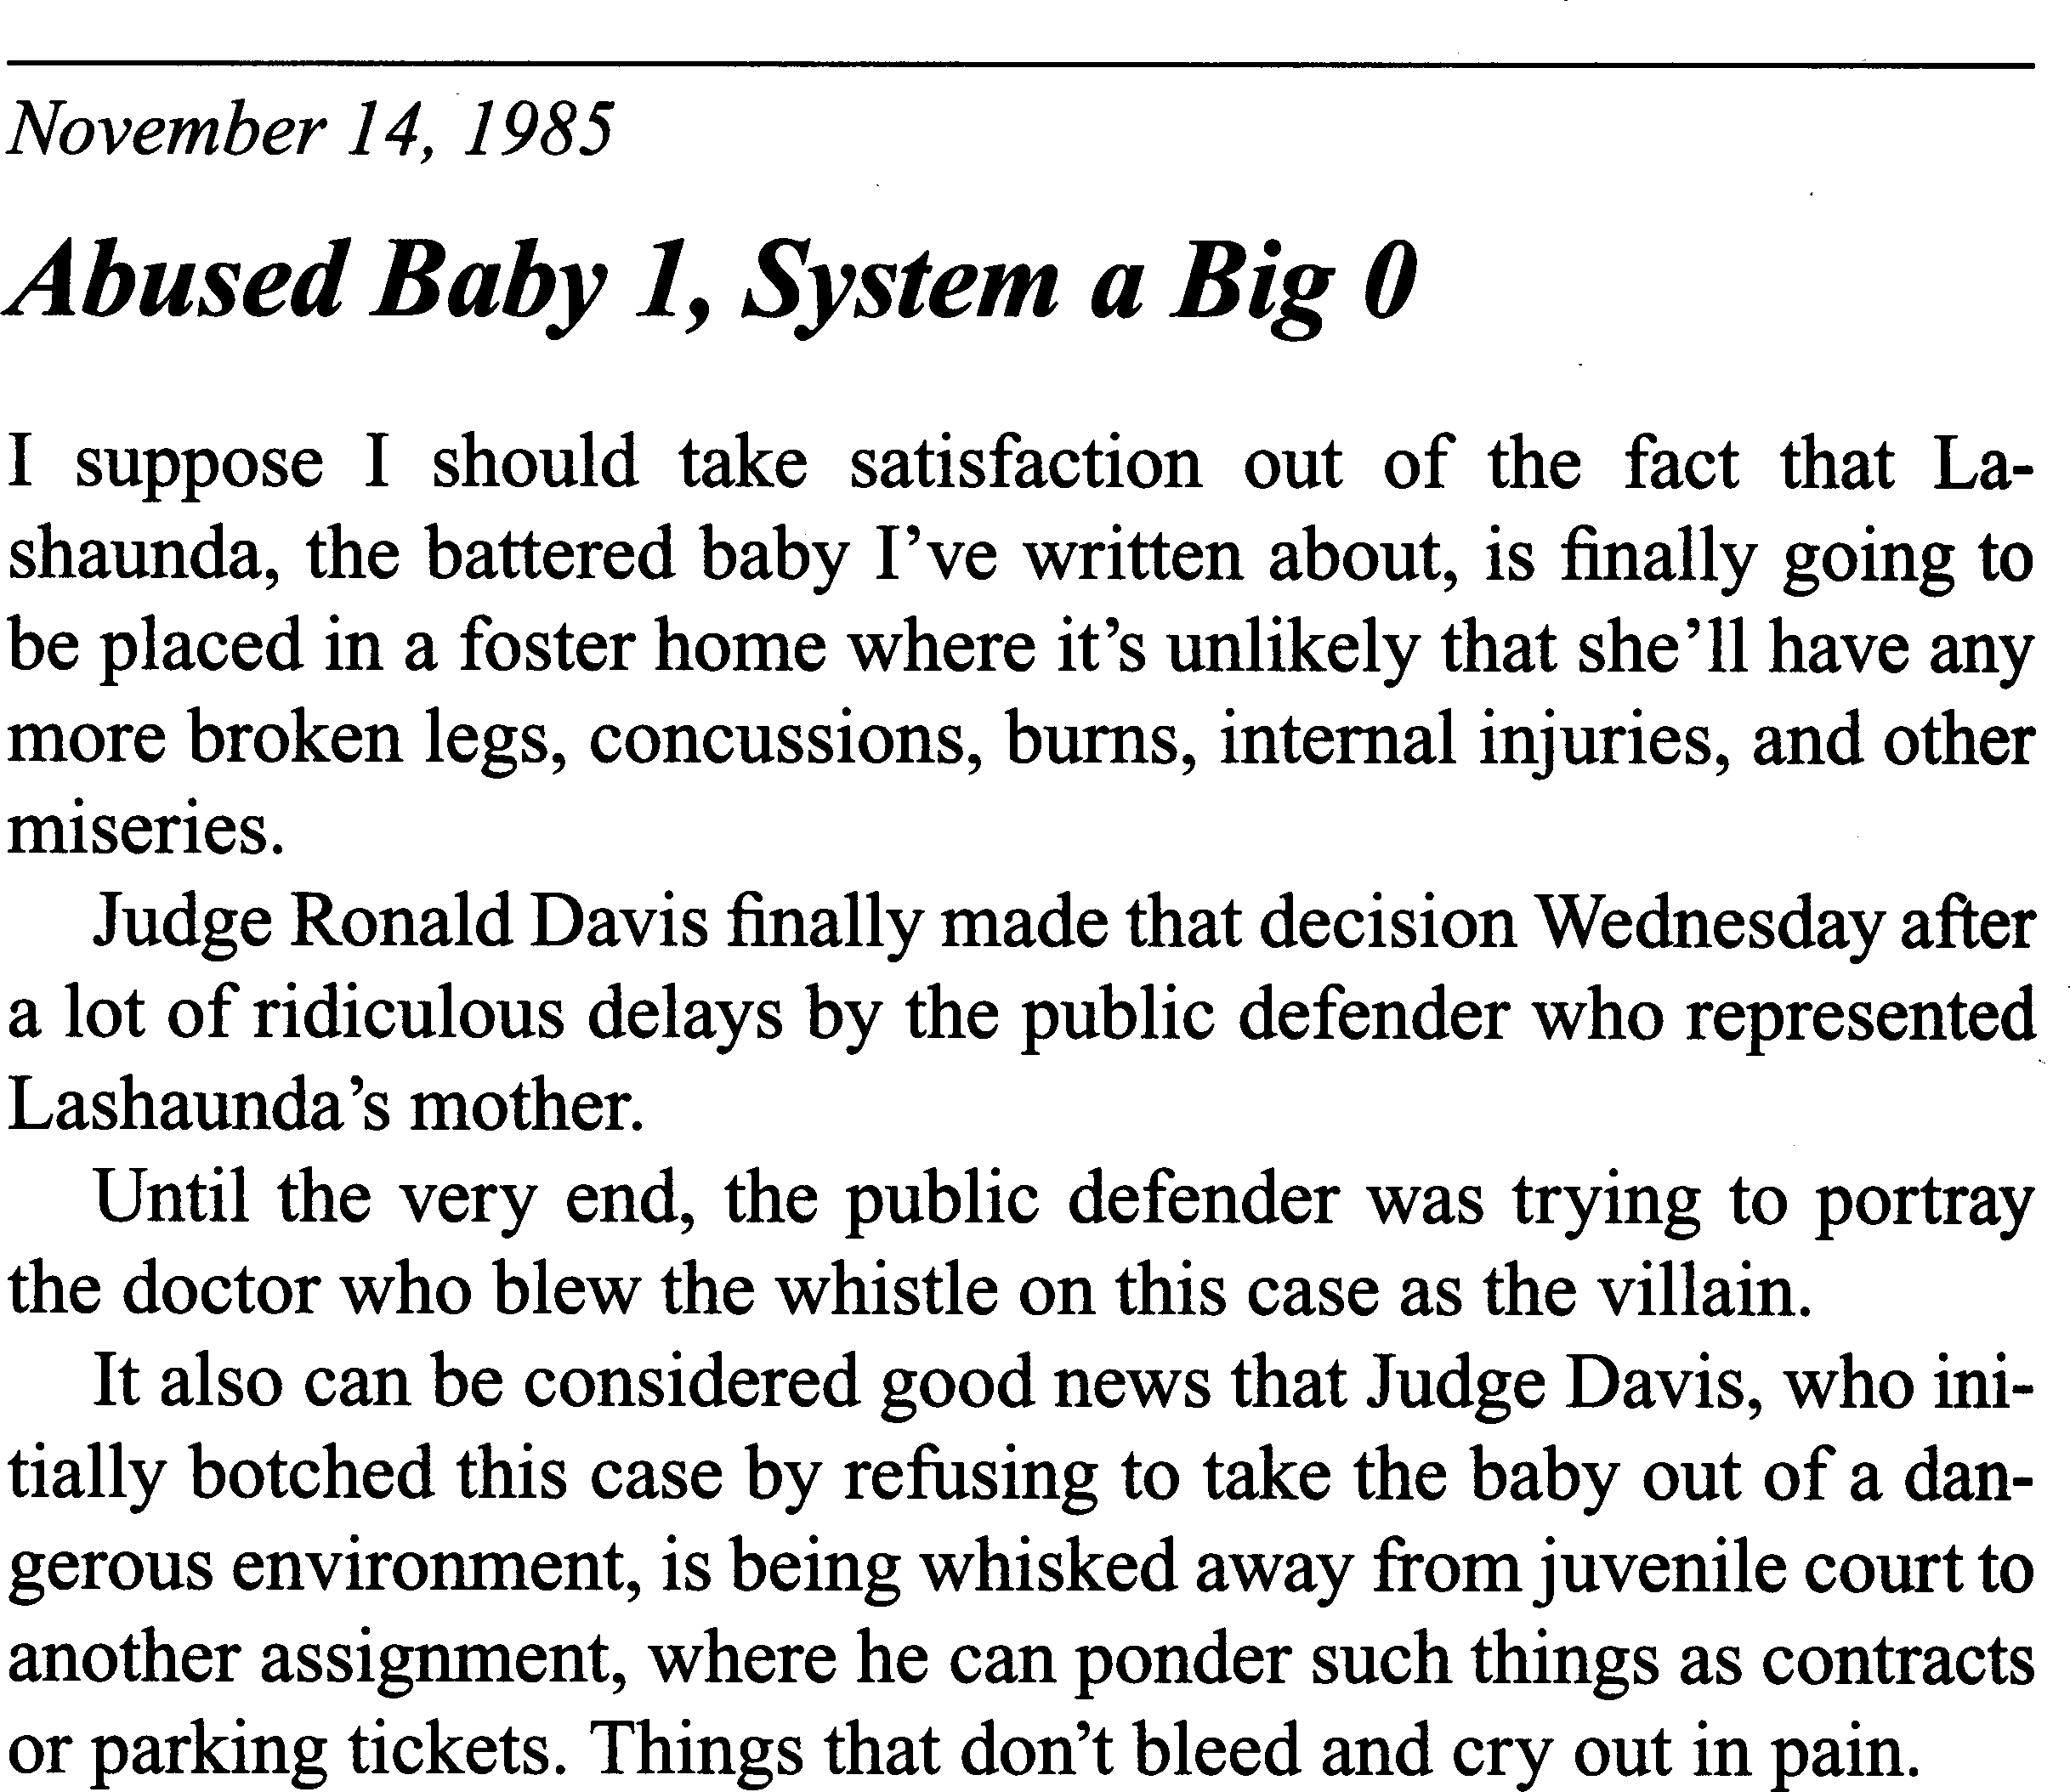 November 14, 1985
Abused Baby 1, System a Big 0
I suppose I should take satisfaction out of the fact that La-
shaunda, the battered baby I've written about, is finally going to
be placed in a foster home where it's unlikely that she'll have any
more broken legs, concussions, burns, internal injuries, and other
miseries.
Judge Ronald Davis finally made that decision Wednesday after
a lot of ridiculous delays by the public defender who represented
Lashaunda's mother.
Until the very end, the public defender was trying to portray
the doctor who blew the whistle on this case as the villain.
It also can be considered good news that Judge Davis, who ini-
tially botched this case by refusing to take the baby out of a dan-
gerous environment, is being whisked away from juvenile court to
another assignment, where he can ponder such things as contracts
or parking tickets. Things that don't bleed and cry out in pain.